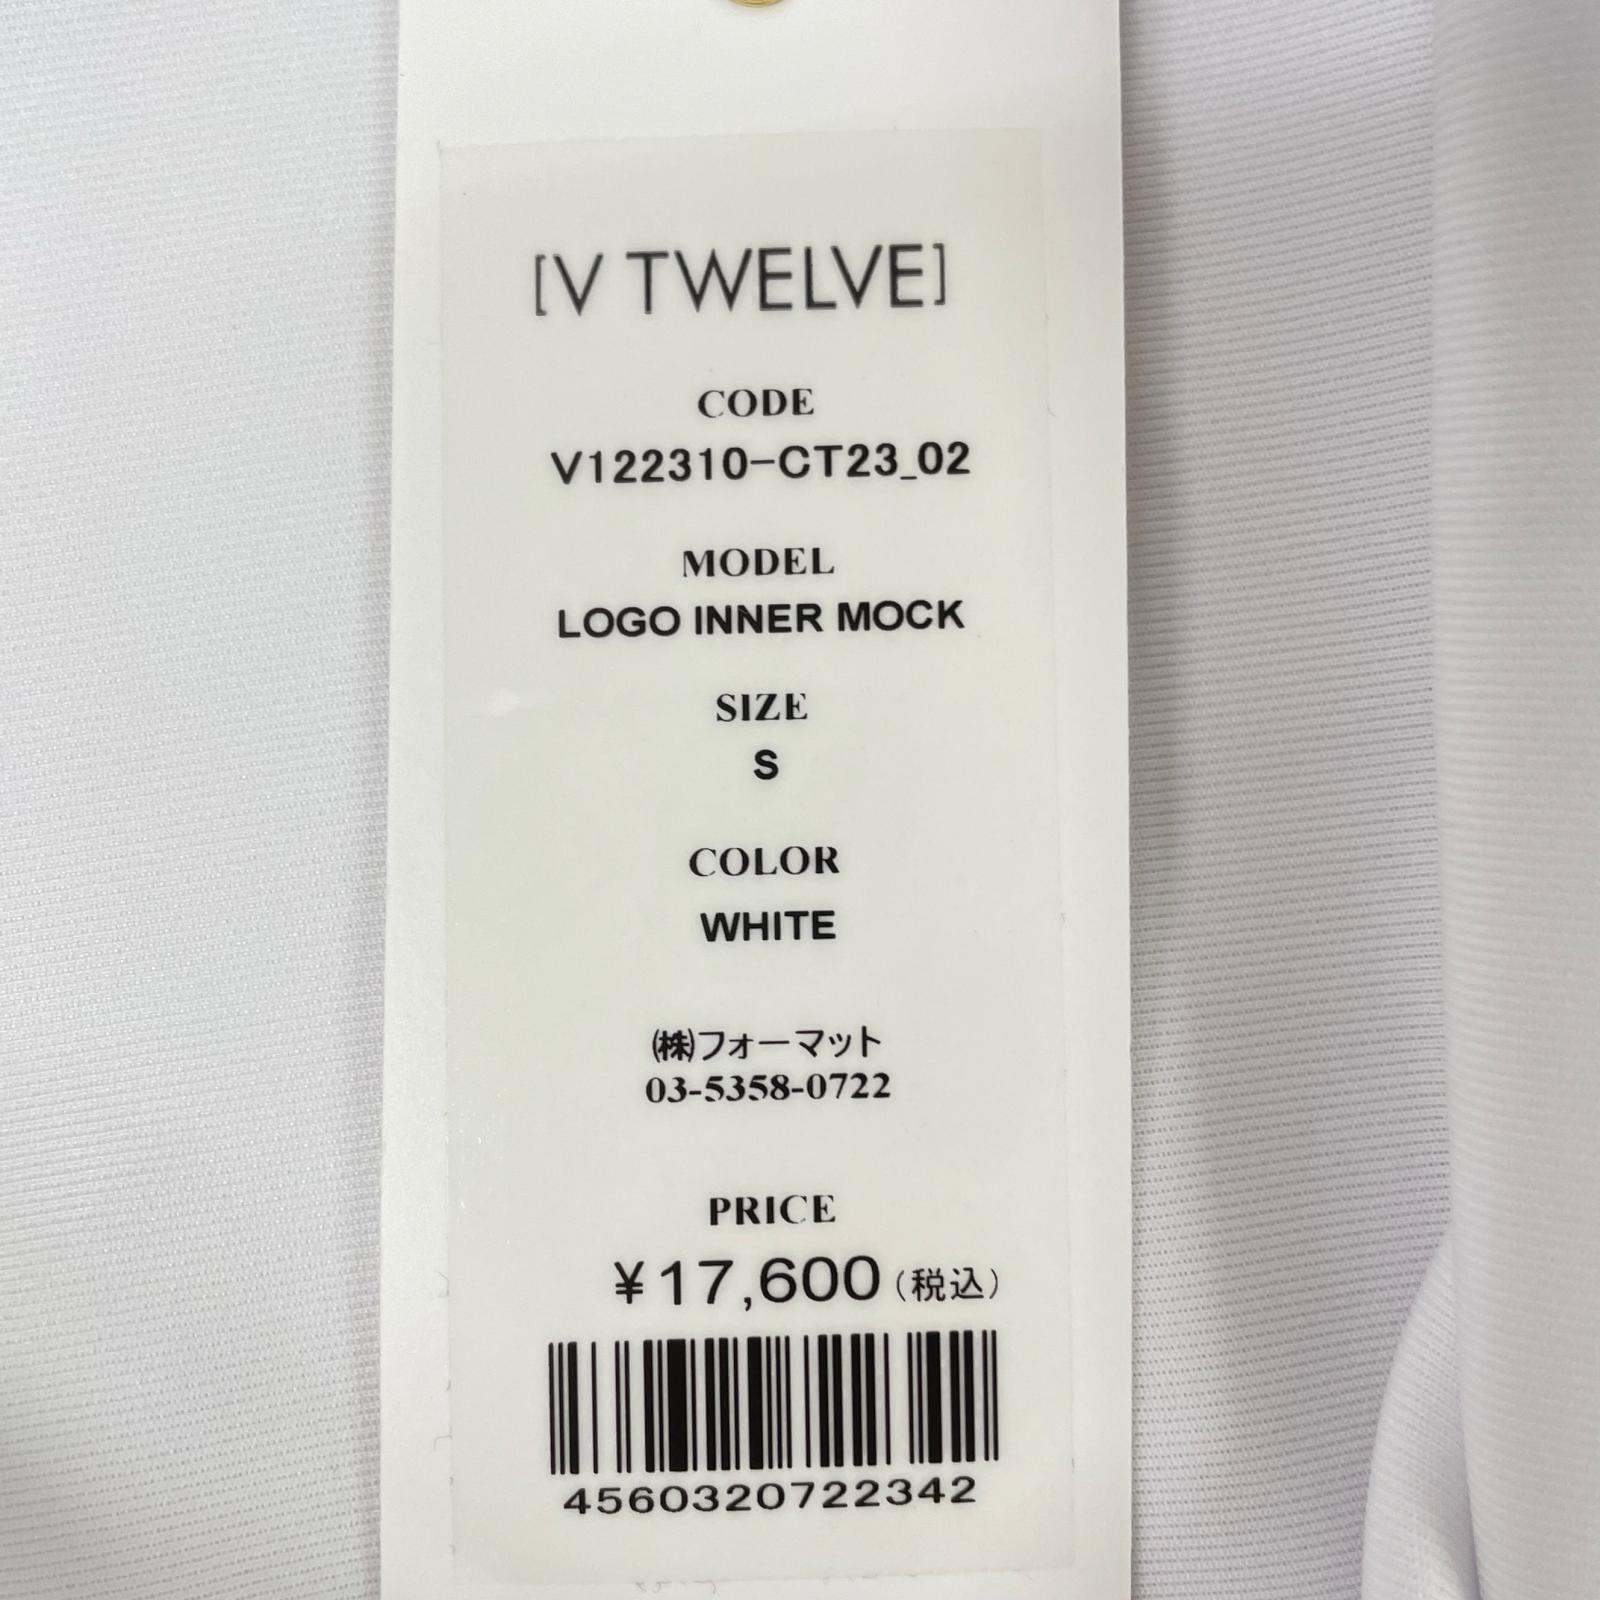 [V TWELVE]
CODE
V122310-CT23_02
MODEL
LOGO INNER MOCK
SIZE
S
COLOR
WHITE
㈱フォーマット
03-5358-0722
PRICE
¥17,600(税込)
4560320722342